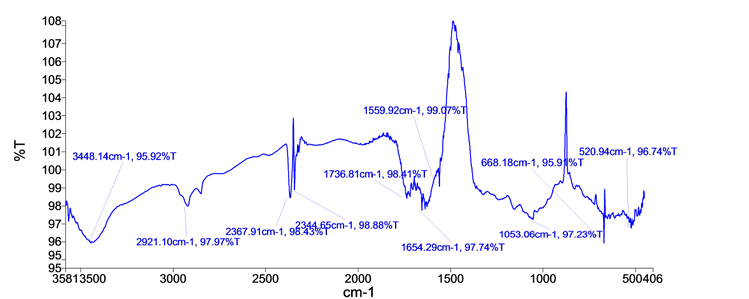 108
107
106
105
104
103
102
101
100
99
98
97
96
95
95
%T
3448.14cm-1, 95.92%T
2921.10cm-1, 97.97%T
2367.91cm-1, 98.43%T
2344.65cm-1, 98.88%T
1736.81cm-1, 98.41%T
1559.92cm-1, 99.07%T
1654.29cm-1, 97.74%T
1053.06cm-1, 97.23%T
668.18cm-1, 95.91%T
520.94cm-1, 96.74%T
3581 3500 3000 2500 2000 1500 1000 500 406
cm-1